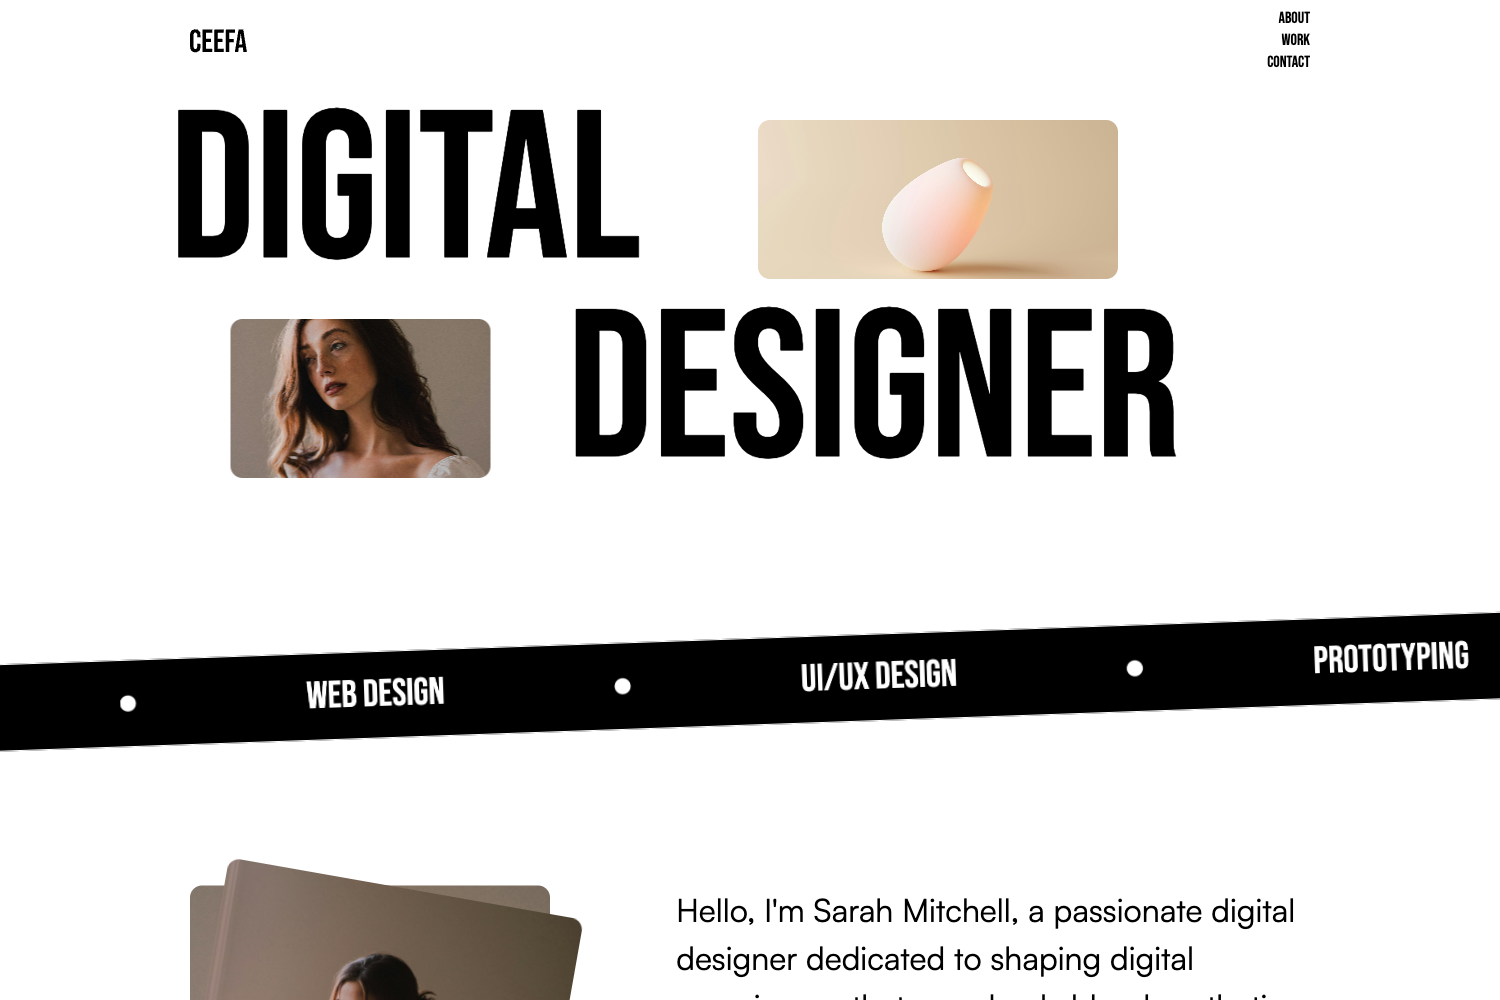 CEEFA
ABOUT
WORK
CONTACT
DIGITAL
DESIGNER
WEB DESIGN
UI/UX DESIGN
PROTOTYPING
Hello, I'm Sarah Mitchell, a passionate digital
designer dedicated to shaping digital